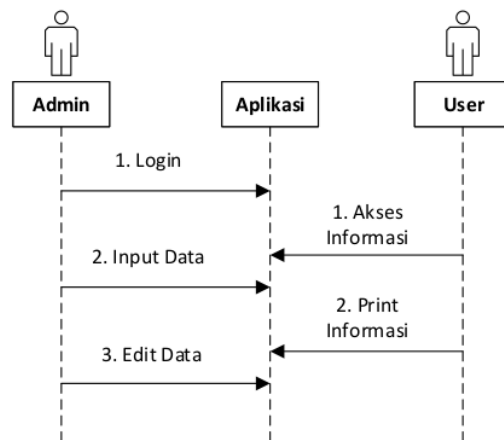 Admin
Aplikasi
User
1. Login
1. Akses
Informasi
2. Input Data
2. Print
Informasi
3. Edit Data